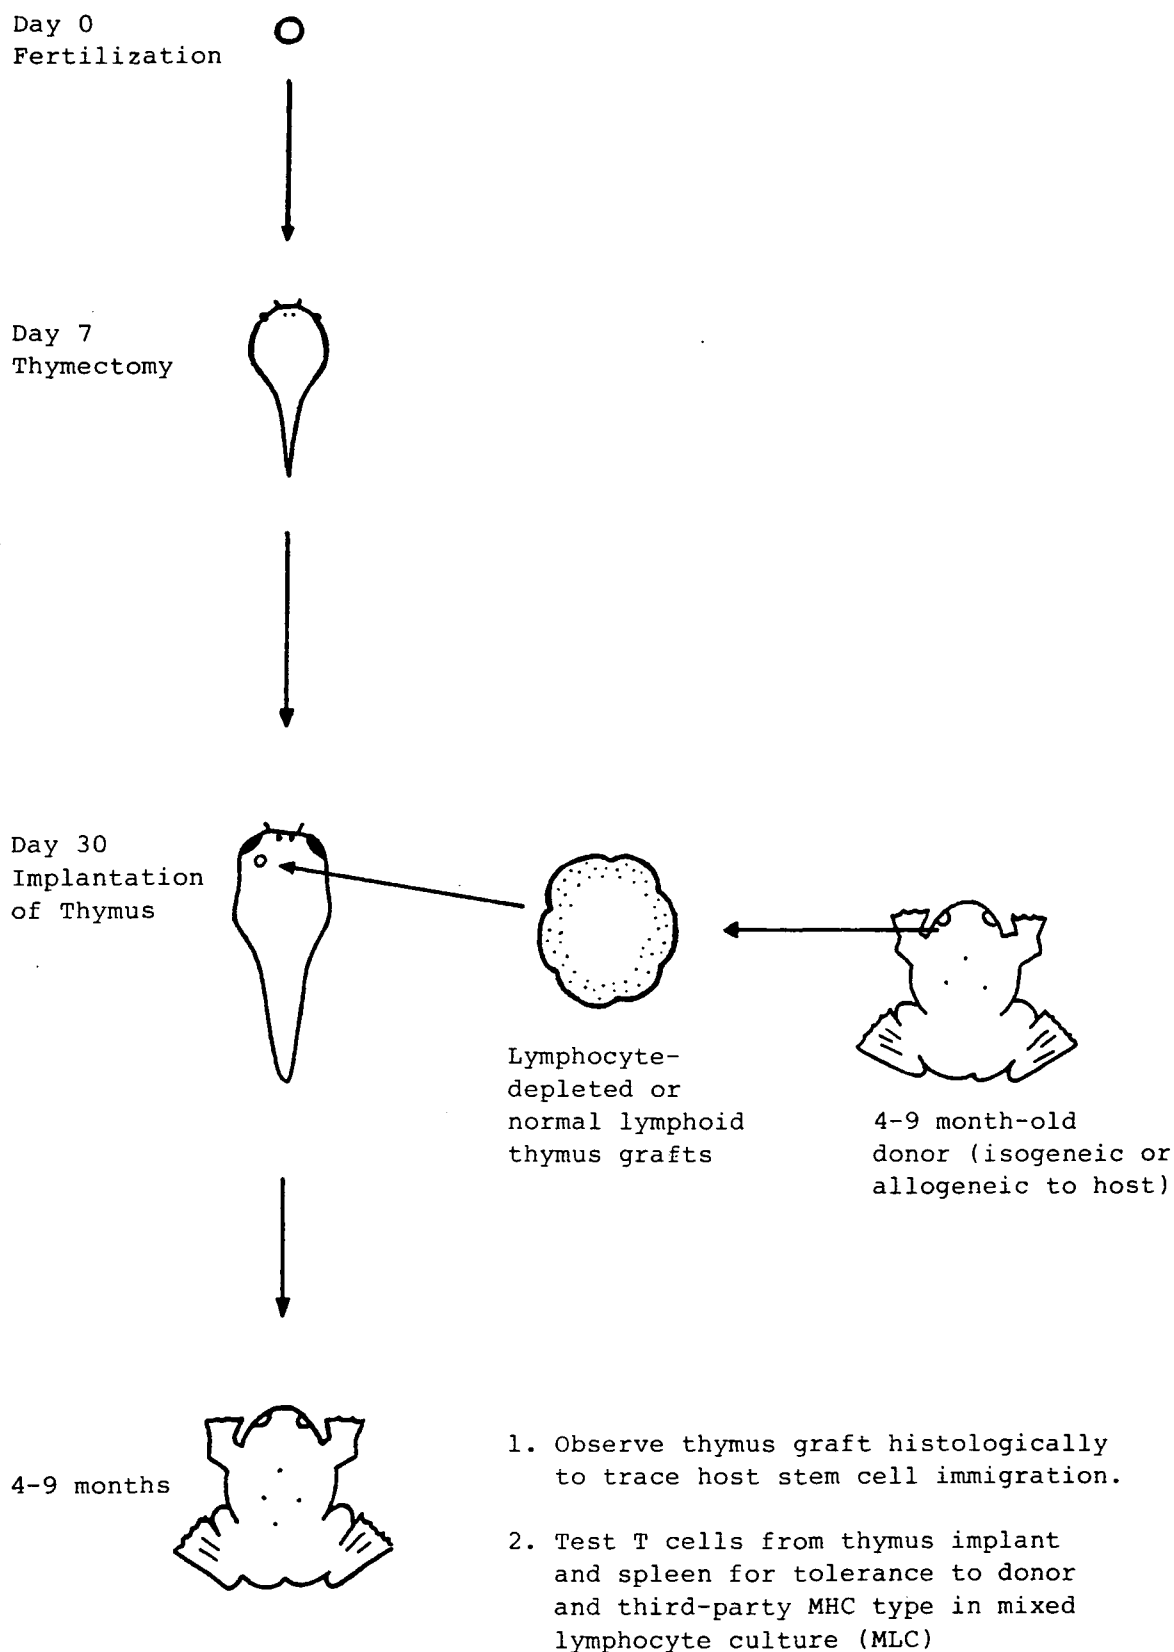 Day 0
Fertilization
Day 7
Thymectomy
Day 30
Implantation
of Thymus
Lymphocyte-
depleted or
normal lymphoid
thymus grafts
4-9 month-old
donor (isogeneic or
allogeneic to host)
4-9 months
1. Observe thymus graft histologically
to trace host stem cell immigration.
2. Test T cells from thymus implant
and spleen for tolerance to donor
and third-party MHC type in mixed
lymphocyte culture (MLC)